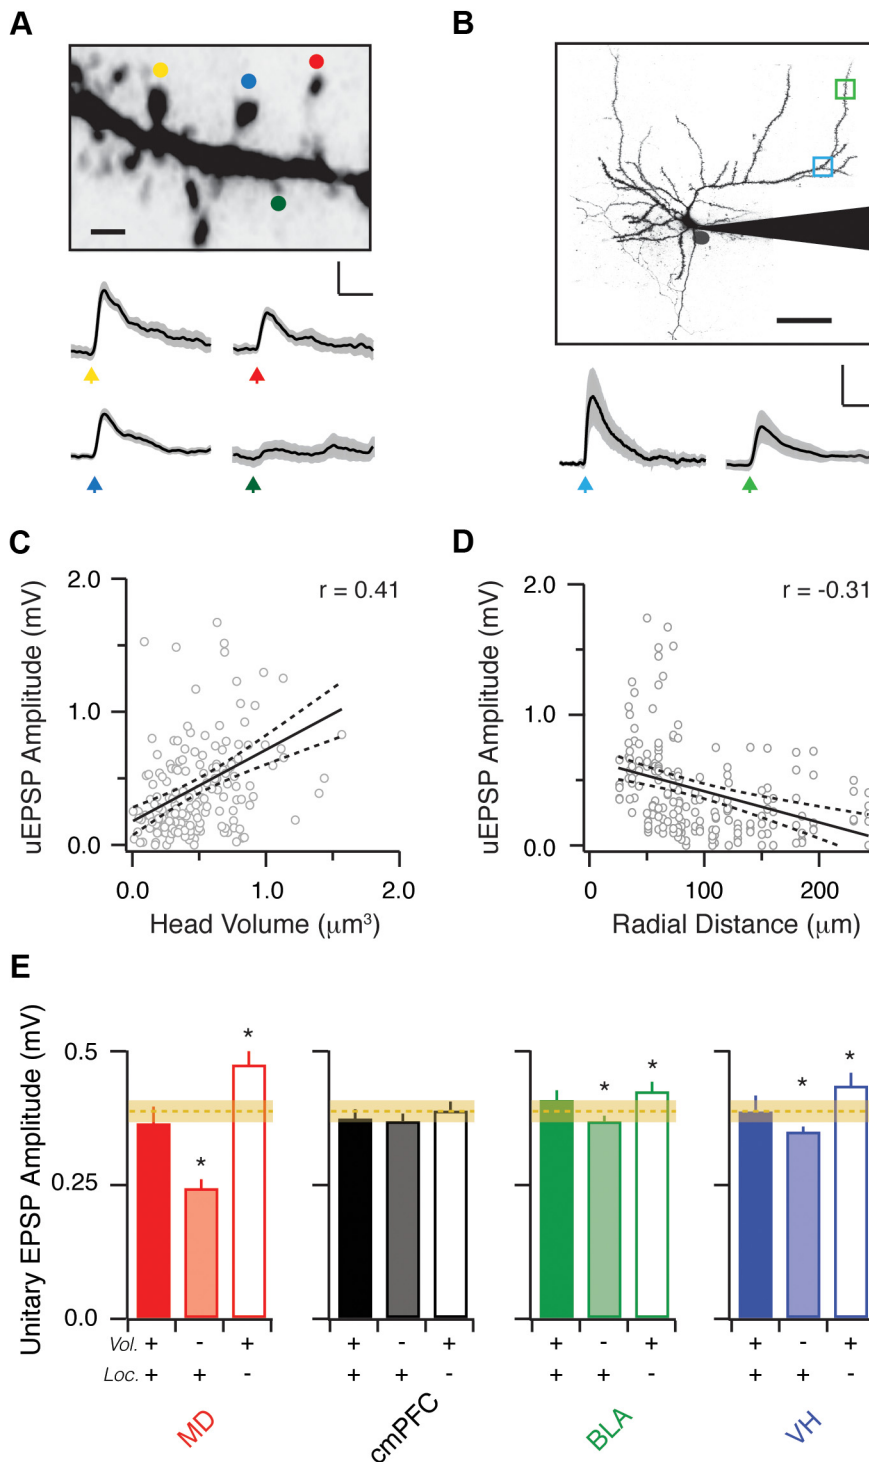 A
B
C
D
2.0
1.0
0.0
uEPSP Amplitude (mV)
r = 0.41
0.0 1.0 2.0
Head Volume (μm³)
2.0
1.0
0.0
uEPSP Amplitude (mV)
r = -0.31
0 100 200
Radial Distance (μm)
E
Unitary EPSP Amplitude (mV)
0.5
0.25
0.0
* *
* *
* *
Vol. + - + + - + + - + + - +
Loc. + + - + + - + + - + + -
MD cmPFC BLA VH